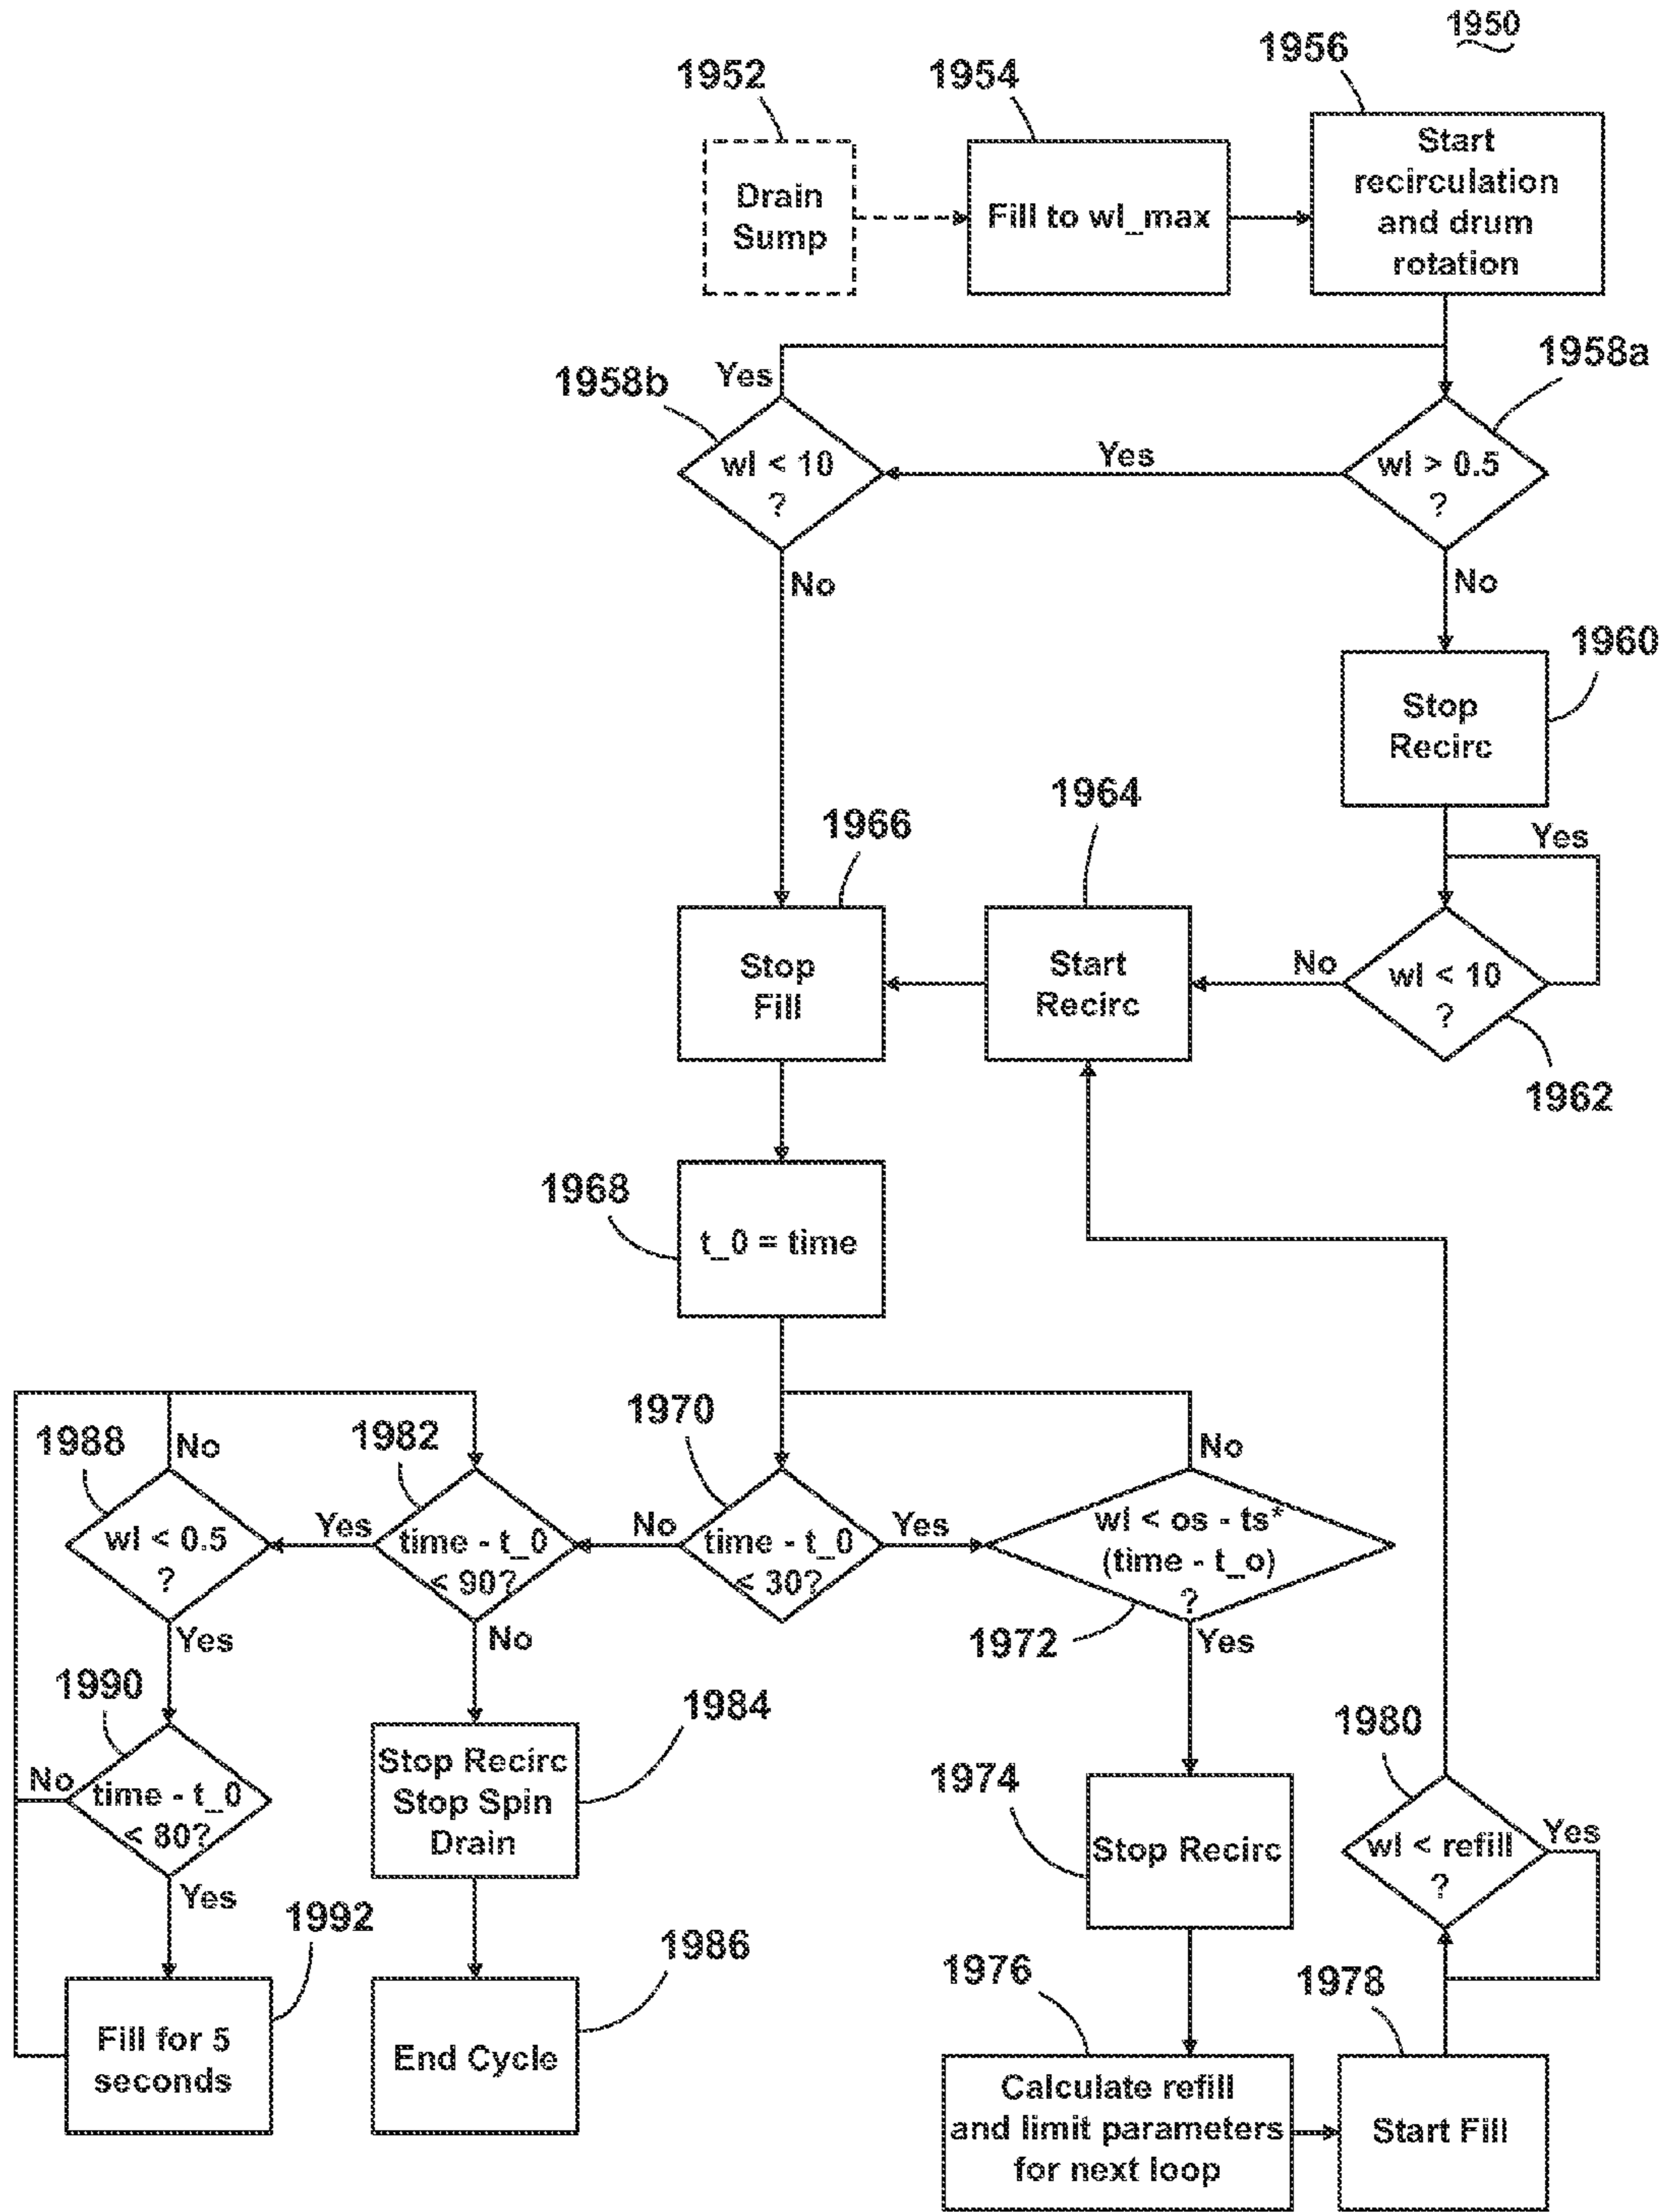 1950
1952
1954
1956
Drain
Sump
Fill to wl_max
Start
recirculation
and drum
rotation
1958b
Yes
1958a
wl < 10
?
Yes
wl > 0.5
?
No
No
1960
Stop
Recirc
1966
1964
Yes
Stop
Fill
Start
Recirc
No
wl < 10
?
1962
1968
t_0 = time
1988
No
1982
1970
No
wl < 0.5
?
Yes
time - t_0
< 90?
No
time - t_0
< 30?
Yes
wl < os - ts*
(time - t_o)
?
1972
Yes
No
Yes
1990
No
time - t_0
< 80?
Yes
1984
Stop Recirc
Stop Spin
Drain
1974
Stop Recirc
1980
wl < refill
?
Yes
1992
Fill for 5
seconds
1986
End Cycle
1976
Calculate refill
and limit parameters
for next loop
1978
Start Fill